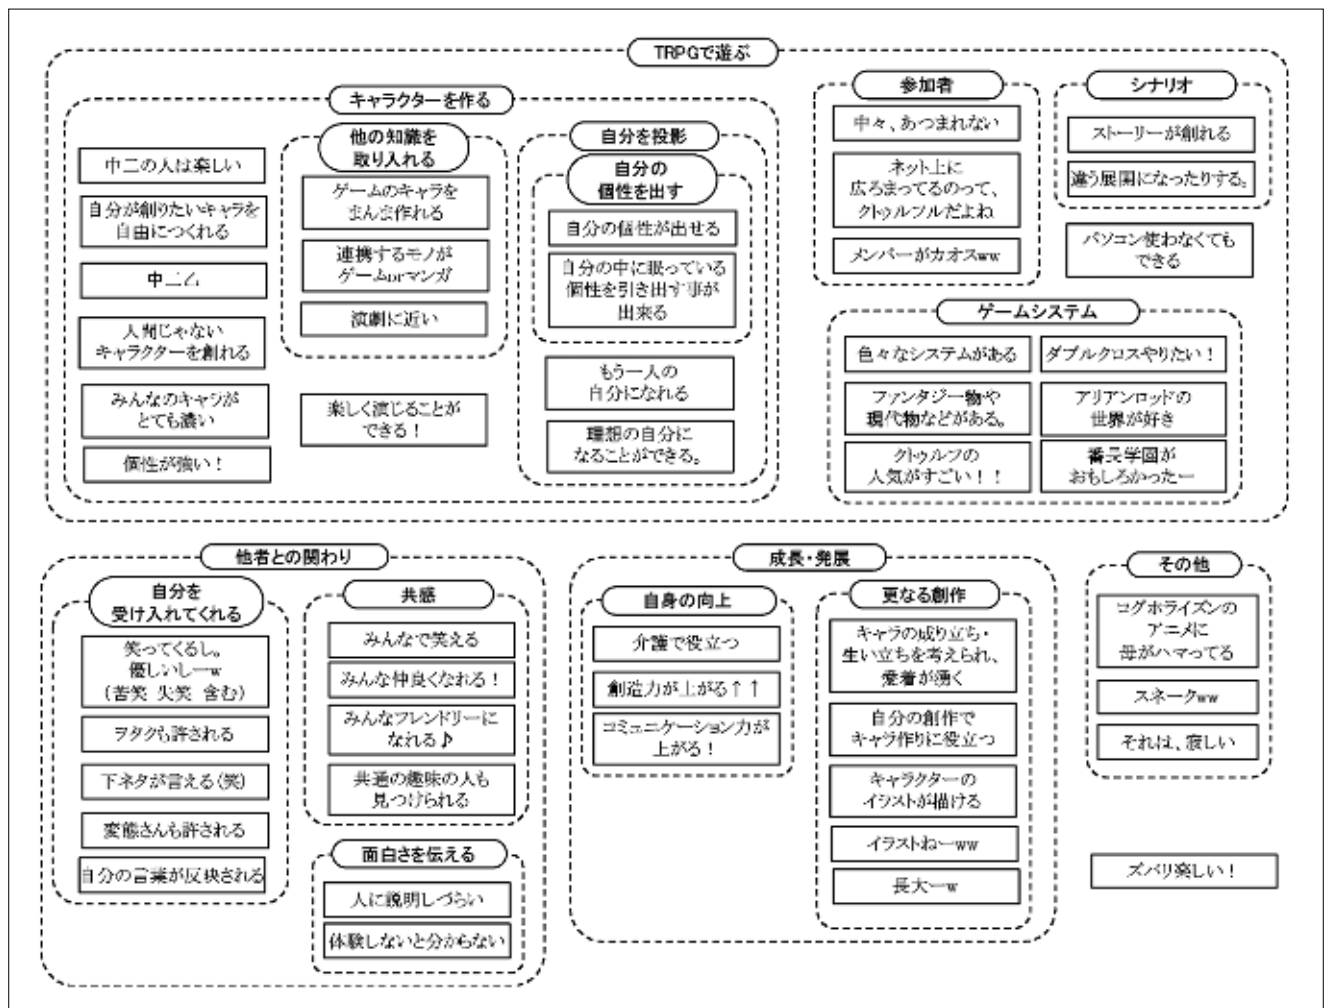 TRPGで遊ぶ
キャラクターを作る
中二の人は楽しい
自分が創りたいキャラを
自由につくれる
中二乙
人間じゃない
キャラクターを創れる
みんなのキャラが
とても濃い
個性が強い！
他の知識を
取り入れる
ゲームのキャラを
まんま作れる
連携するモノが
ゲームorマンガ
演劇に近い
楽しく演じることが
できる！
自分を投影
自分の
個性を出す
自分の個性が出せる
自分の中に眠っている
個性を引き出す事が
出来る
もう一人の
自分になれる
理想の自分に
なることができる。
参加者
中々、あつまれない
ネット上に
広ろまってるのって、
クトゥルフルだよね
メンバーがカオスww
シナリオ
ストーリーが創れる
違う展開になったりする。
パソコン使わなくても
できる
ゲームシステム
色々なシステムがある
ファンタジー物や
現代物などがある。
クトゥルフの
人気がすごい！！
ダブルクロスやりたい！
アリアンロッドの
世界が好き
番長学園が
おもしろかったー
他者との関わり
自分を
受け入れてくれる
笑ってくるし。
優しいしーw
（苦笑 失笑 含む）
ヲタクも許される
下ネタが言える（笑）
変態さんも許される
自分の言葉が反映される
共感
みんなで笑える
みんな仲良くなれる！
みんなフレンドリーに
なれる♪
共通の趣味の人も
見つけられる
面白さを伝える
人に説明しづらい
体験しないと分からない
成長・発展
自身の向上
介護で役立つ
創造力が上がる↑↑
コミュニケーション力が
上がる！
更なる創作
キャラの成り立ち・
生い立ちを考えられ、
愛着が湧く
自分の創作で
キャラ作りに役立つ
キャラクターの
イラストが描ける
イラストねーww
長大ーw
その他
ログホライズンの
アニメに
母がハマってる
スネークww
それは、寂しい
ズバリ楽しい！